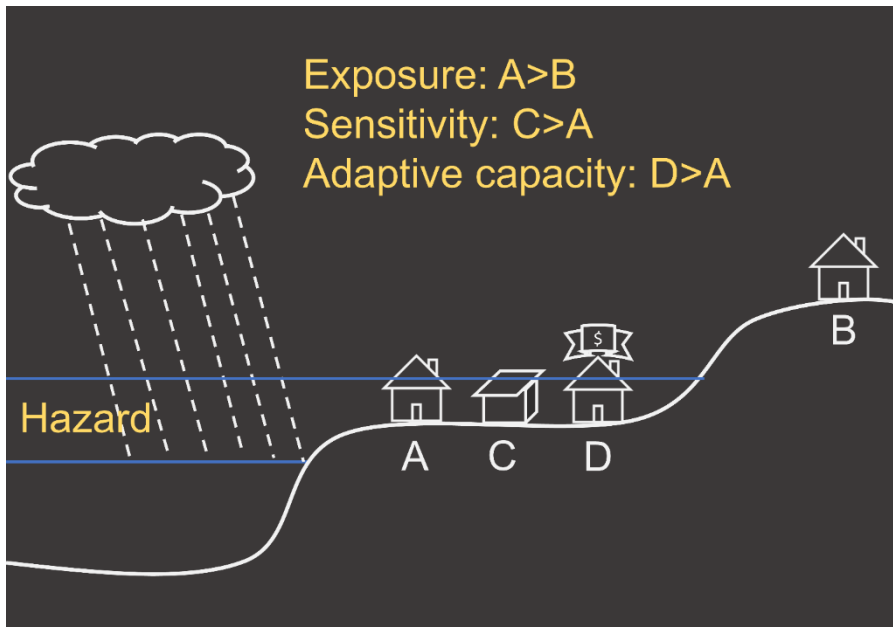 Exposure: A>B
Sensitivity: C>A
Adaptive capacity: D>A
$
B
Hazard
A
C
D